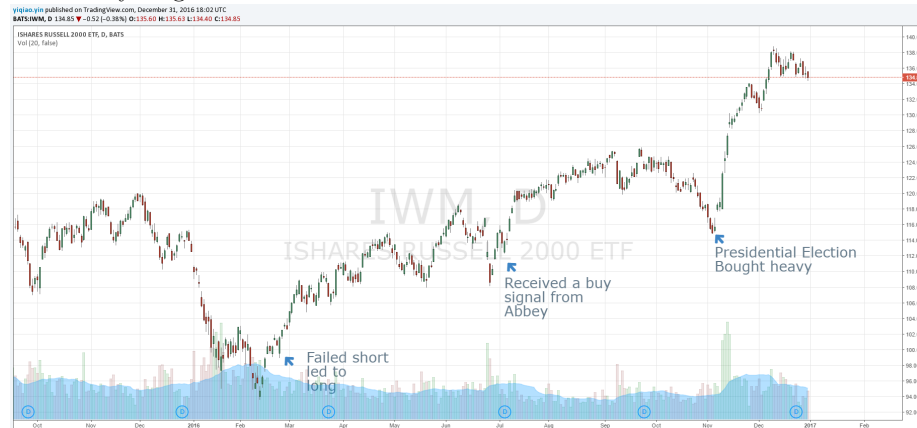 yiqiao.yin published on TradingView.com, December 31, 2016 18:02 UTC
BATS:IWM, D 134.85 ▼ −0.52 (−0.38%) O:135.60 H:135.63 L:134.40 C:134.85
ISHARES RUSSELL 2000 ETF, D, BATS
Vol (20, false)
IWM, D
ISHARES RUSSELL 2000 ETF
Presidential Election
Bought heavy
Received a buy
signal from
Abbey
Failed short
led to
long
140.
138.
136.
134.
132.
130.
128.
126.
124.
122.
120.
118.
116.
114.
112.
110.
108.
106.
104.
102.
100.
98.0
96.0
94.0
92.0
D D D D D D
Oct Nov Dec 2016 Feb Mar Apr May Jun Jul Aug Sep Oct Nov Dec 2017 Feb